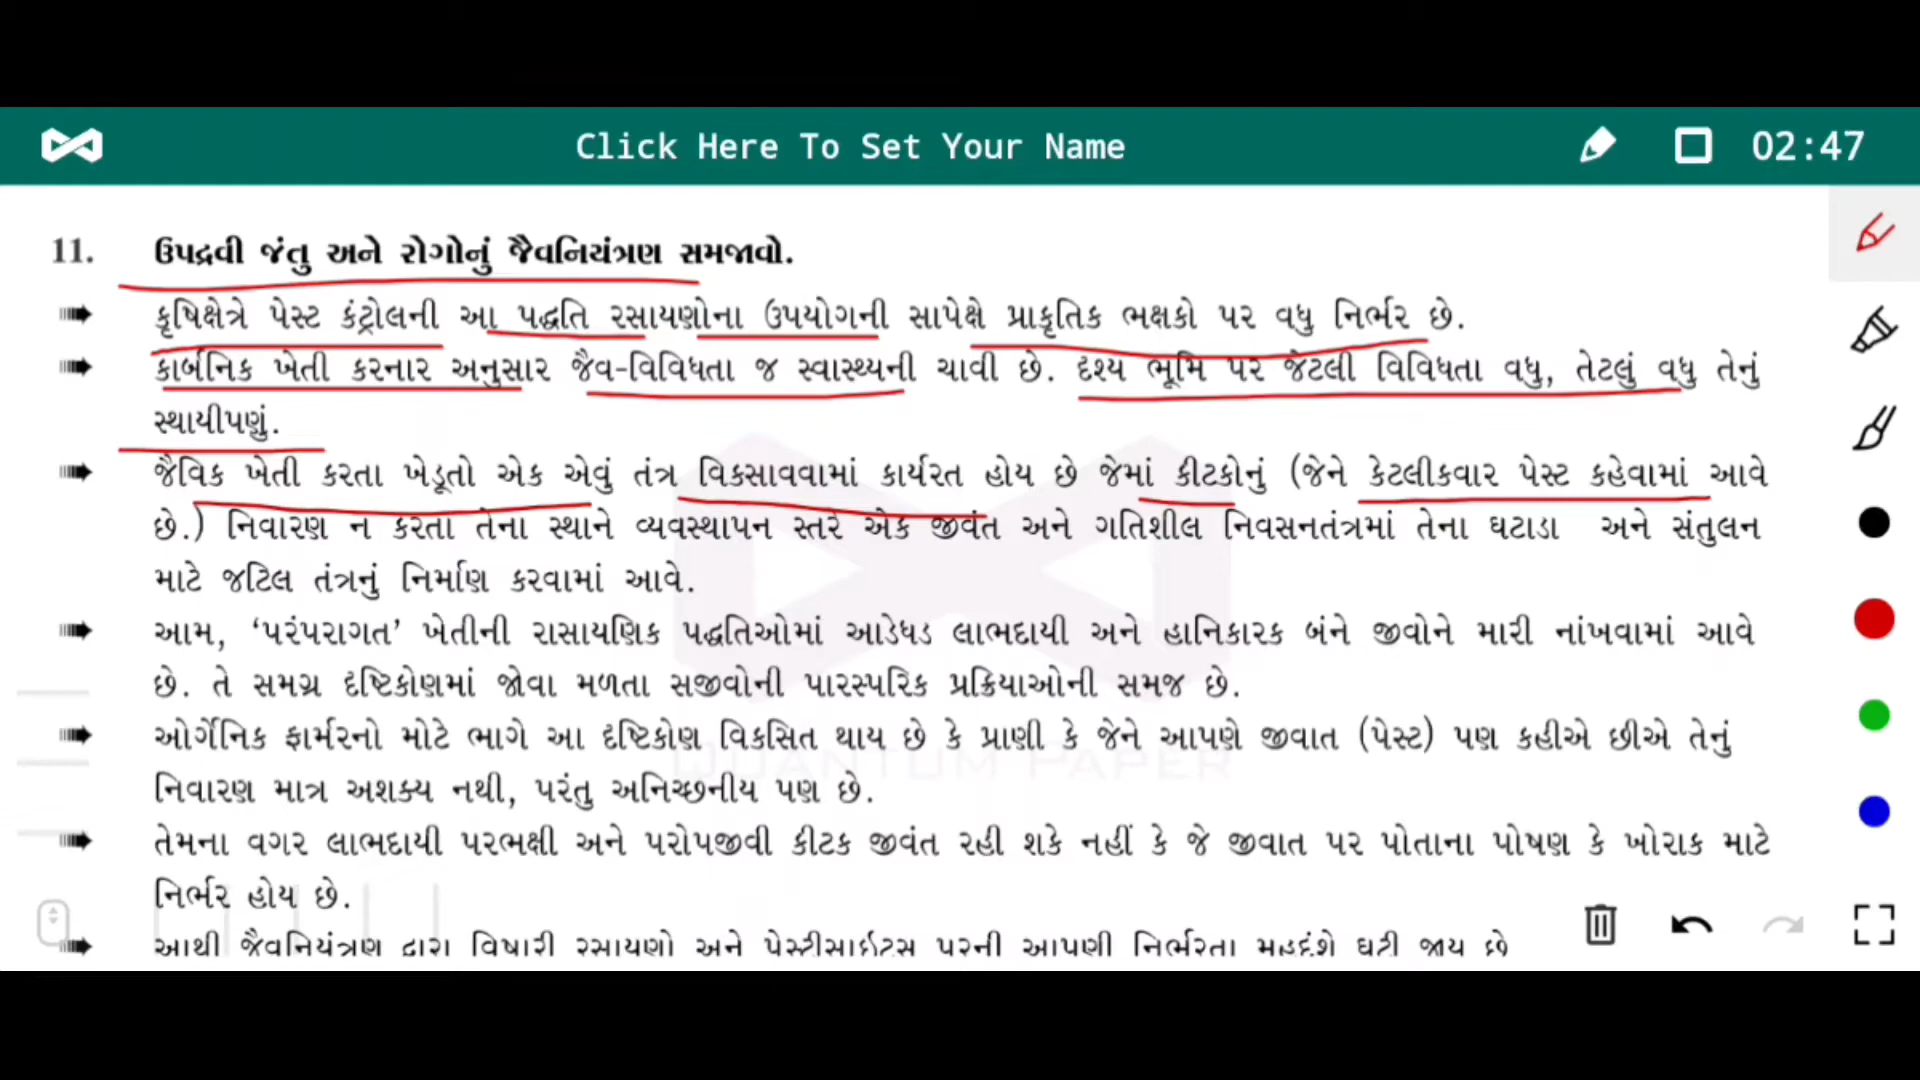 Click Here To Set Your Name
02:47
11. ઉપદ્રવી જંતુ અને રોગોનું જૈવનિયંત્રણ સમજાવો.
કૃષિક્ષેત્રે પેસ્ટ કંટ્રોલની આ પદ્ધતિ રસાયણોના ઉપયોગની સાપેક્ષે પ્રાકૃતિક ભક્ષકો પર વધુ નિર્ભર છે.
કાર્બનિક ખેતી કરનાર અનુસાર જૈવ-વિવિધતા જ સ્વાસ્થ્યની ચાવી છે. દૃશ્ય ભૂમિ પર જેટલી વિવિધતા વધુ, તેટલું વધુ તેનું
સ્થાયીપણું.
જૈવિક ખેતી કરતા ખેડૂતો એક એવું તંત્ર વિકસાવવામાં કાર્યરત હોય છે જેમાં કીટકોનું (જેને કેટલીકવાર પેસ્ટ કહેવામાં આવે
છે.) નિવારણ ન કરતા તેના સ્થાને વ્યવસ્થાપન સ્તરે એક જીવંત અને ગતિશીલ નિવસનતંત્રમાં તેના ઘટાડા અને સંતુલન
માટે જટિલ તંત્રનું નિર્માણ કરવામાં આવે.
આમ, ‘પરંપરાગત’ ખેતીની રાસાયણિક પદ્ધતિઓમાં આડેધડ લાભદાયી અને હાનિકારક બંને જીવોને મારી નાંખવામાં આવે
છે. તે સમગ્ર દૃષ્ટિકોણમાં જોવા મળતા સજીવોની પારસ્પરિક પ્રક્રિયાઓની સમજ છે.
ઓર્ગેનિક ફાર્મરનો મોટે ભાગે આ દૃષ્ટિકોણ વિકસિત થાય છે કે પ્રાણી કે જેને આપણે જીવાત (પેસ્ટ) પણ કહીએ છીએ તેનું
નિવારણ માત્ર અશક્ય નથી, પરંતુ અનિચ્છનીય પણ છે.
QUANTUM PAPER
તેમના વગર લાભદાયી પરભક્ષી અને પરોપજીવી કીટક જીવંત રહી શકે નહીં કે જે જીવાત પર પોતાના પોષણ કે ખોરાક માટે
નિર્ભર હોય છે.
આથી જૈવનિયંત્રણ દ્વારા વિષારી રસાયણો અને પેસ્ટીસાઇટ્સ પરની આપણી નિર્ભરતા મહદંશે ઘટી જાય છે